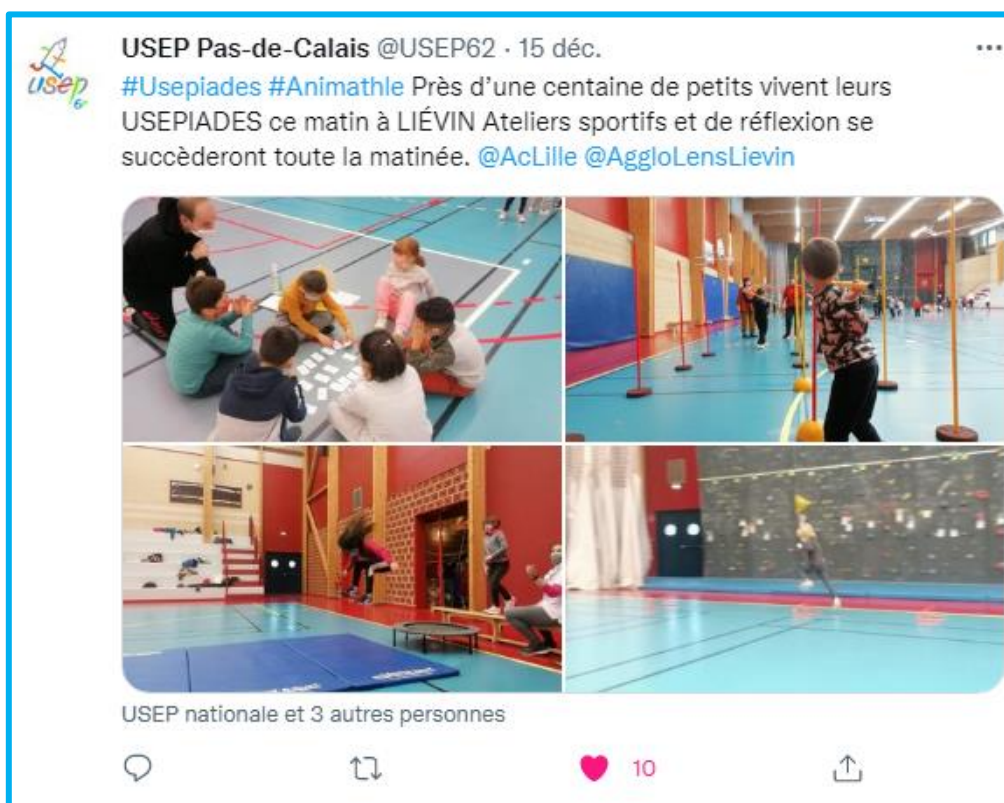 USEP Pas-de-Calais @USEP62 · 15 déc.
usep
#Usepiades #Animathle Près d'une centaine de petits vivent leurs
USEPIADES ce matin à LIÉVIN Ateliers sportifs et de réflexion se
succèderont toute la matinée. @AcLille @AggloLensLievin
USEP nationale et 3 autres personnes
10